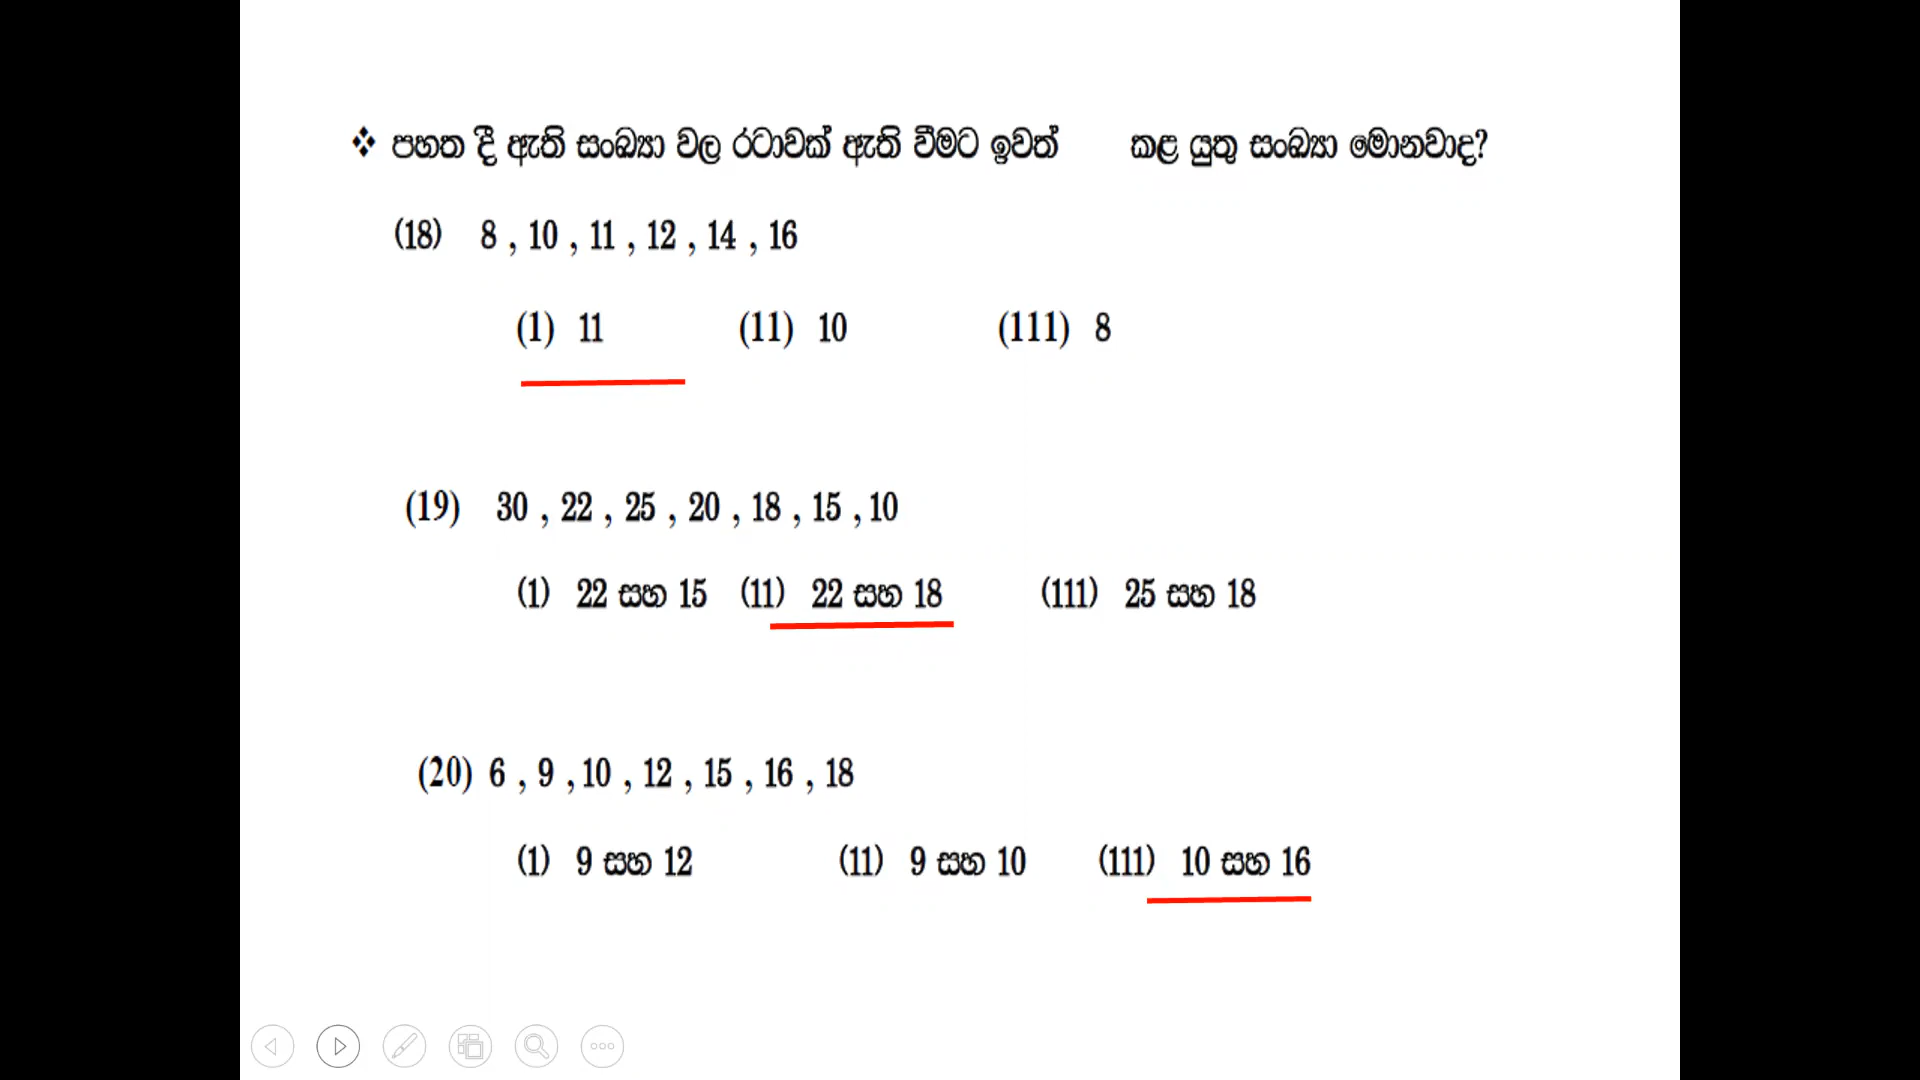 ❖ පහත දී ඇති සංඛ්‍යා වල රටාවක් ඇති වීමට ඉවත් කළ යුතු සංඛ්‍යා මොනවාද?
(18) 8 , 10 , 11 , 12 , 14 , 16
(1) 11 (11) 10 (111) 8
(19) 30 , 22 , 25 , 20 , 18 , 15 , 10
(1) 22 සහ 15 (11) 22 සහ 18 (111) 25 සහ 18
(20) 6 , 9 , 10 , 12 , 15 , 16 , 18
(1) 9 සහ 12 (11) 9 සහ 10 (111) 10 සහ 16